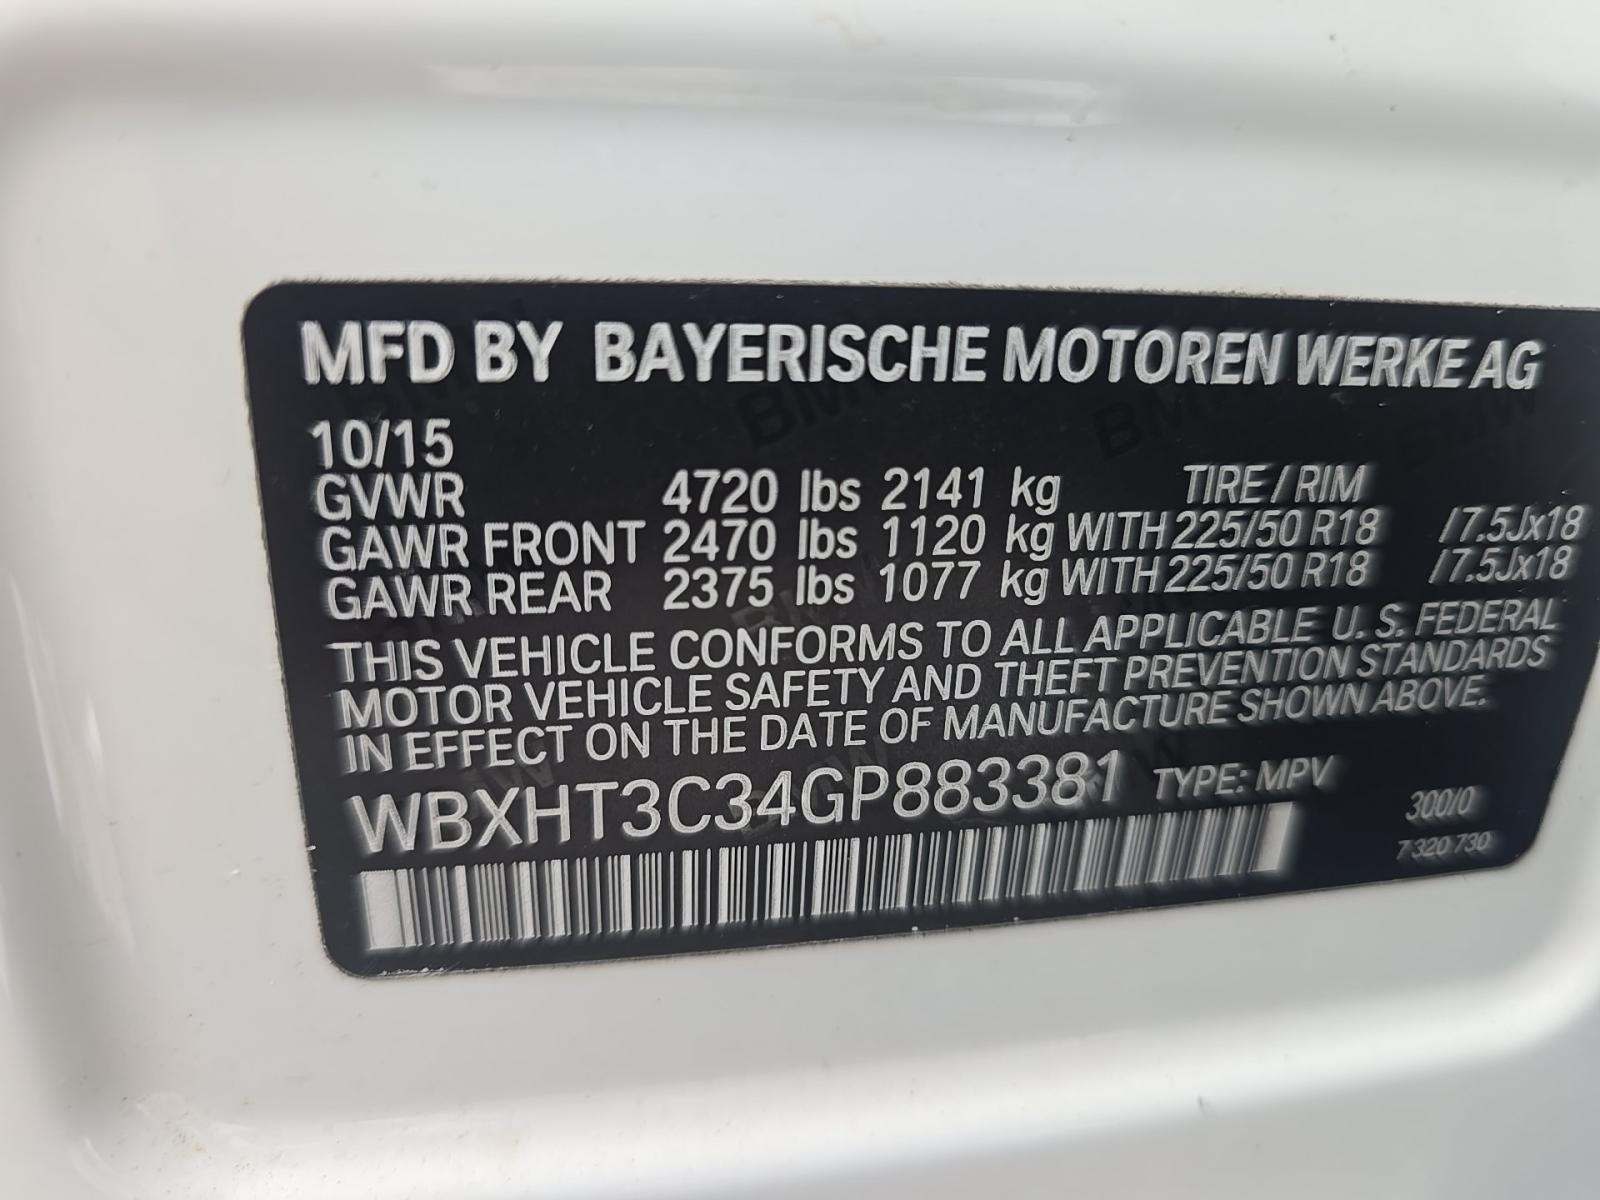 MFD BY BAYERISCHE MOTOREN WERKE AG
10/15
GVWR 4720 lbs 2141 kg TIRE / RIM
GAWR FRONT 2470 lbs 1120 kg WITH 225/50 R18 /7.5Jx18
GAWR REAR 2375 lbs 1077 kg WITH 225/50 R18 /7.5Jx18
THIS VEHICLE CONFORMS TO ALL APPLICABLE U. S. FEDERAL
MOTOR VEHICLE SAFETY AND THEFT PREVENTION STANDARDS
IN EFFECT ON THE DATE OF MANUFACTURE SHOWN ABOVE.
WBXHT3C34GP883381 TYPE: MPV
300/0
7 320 730